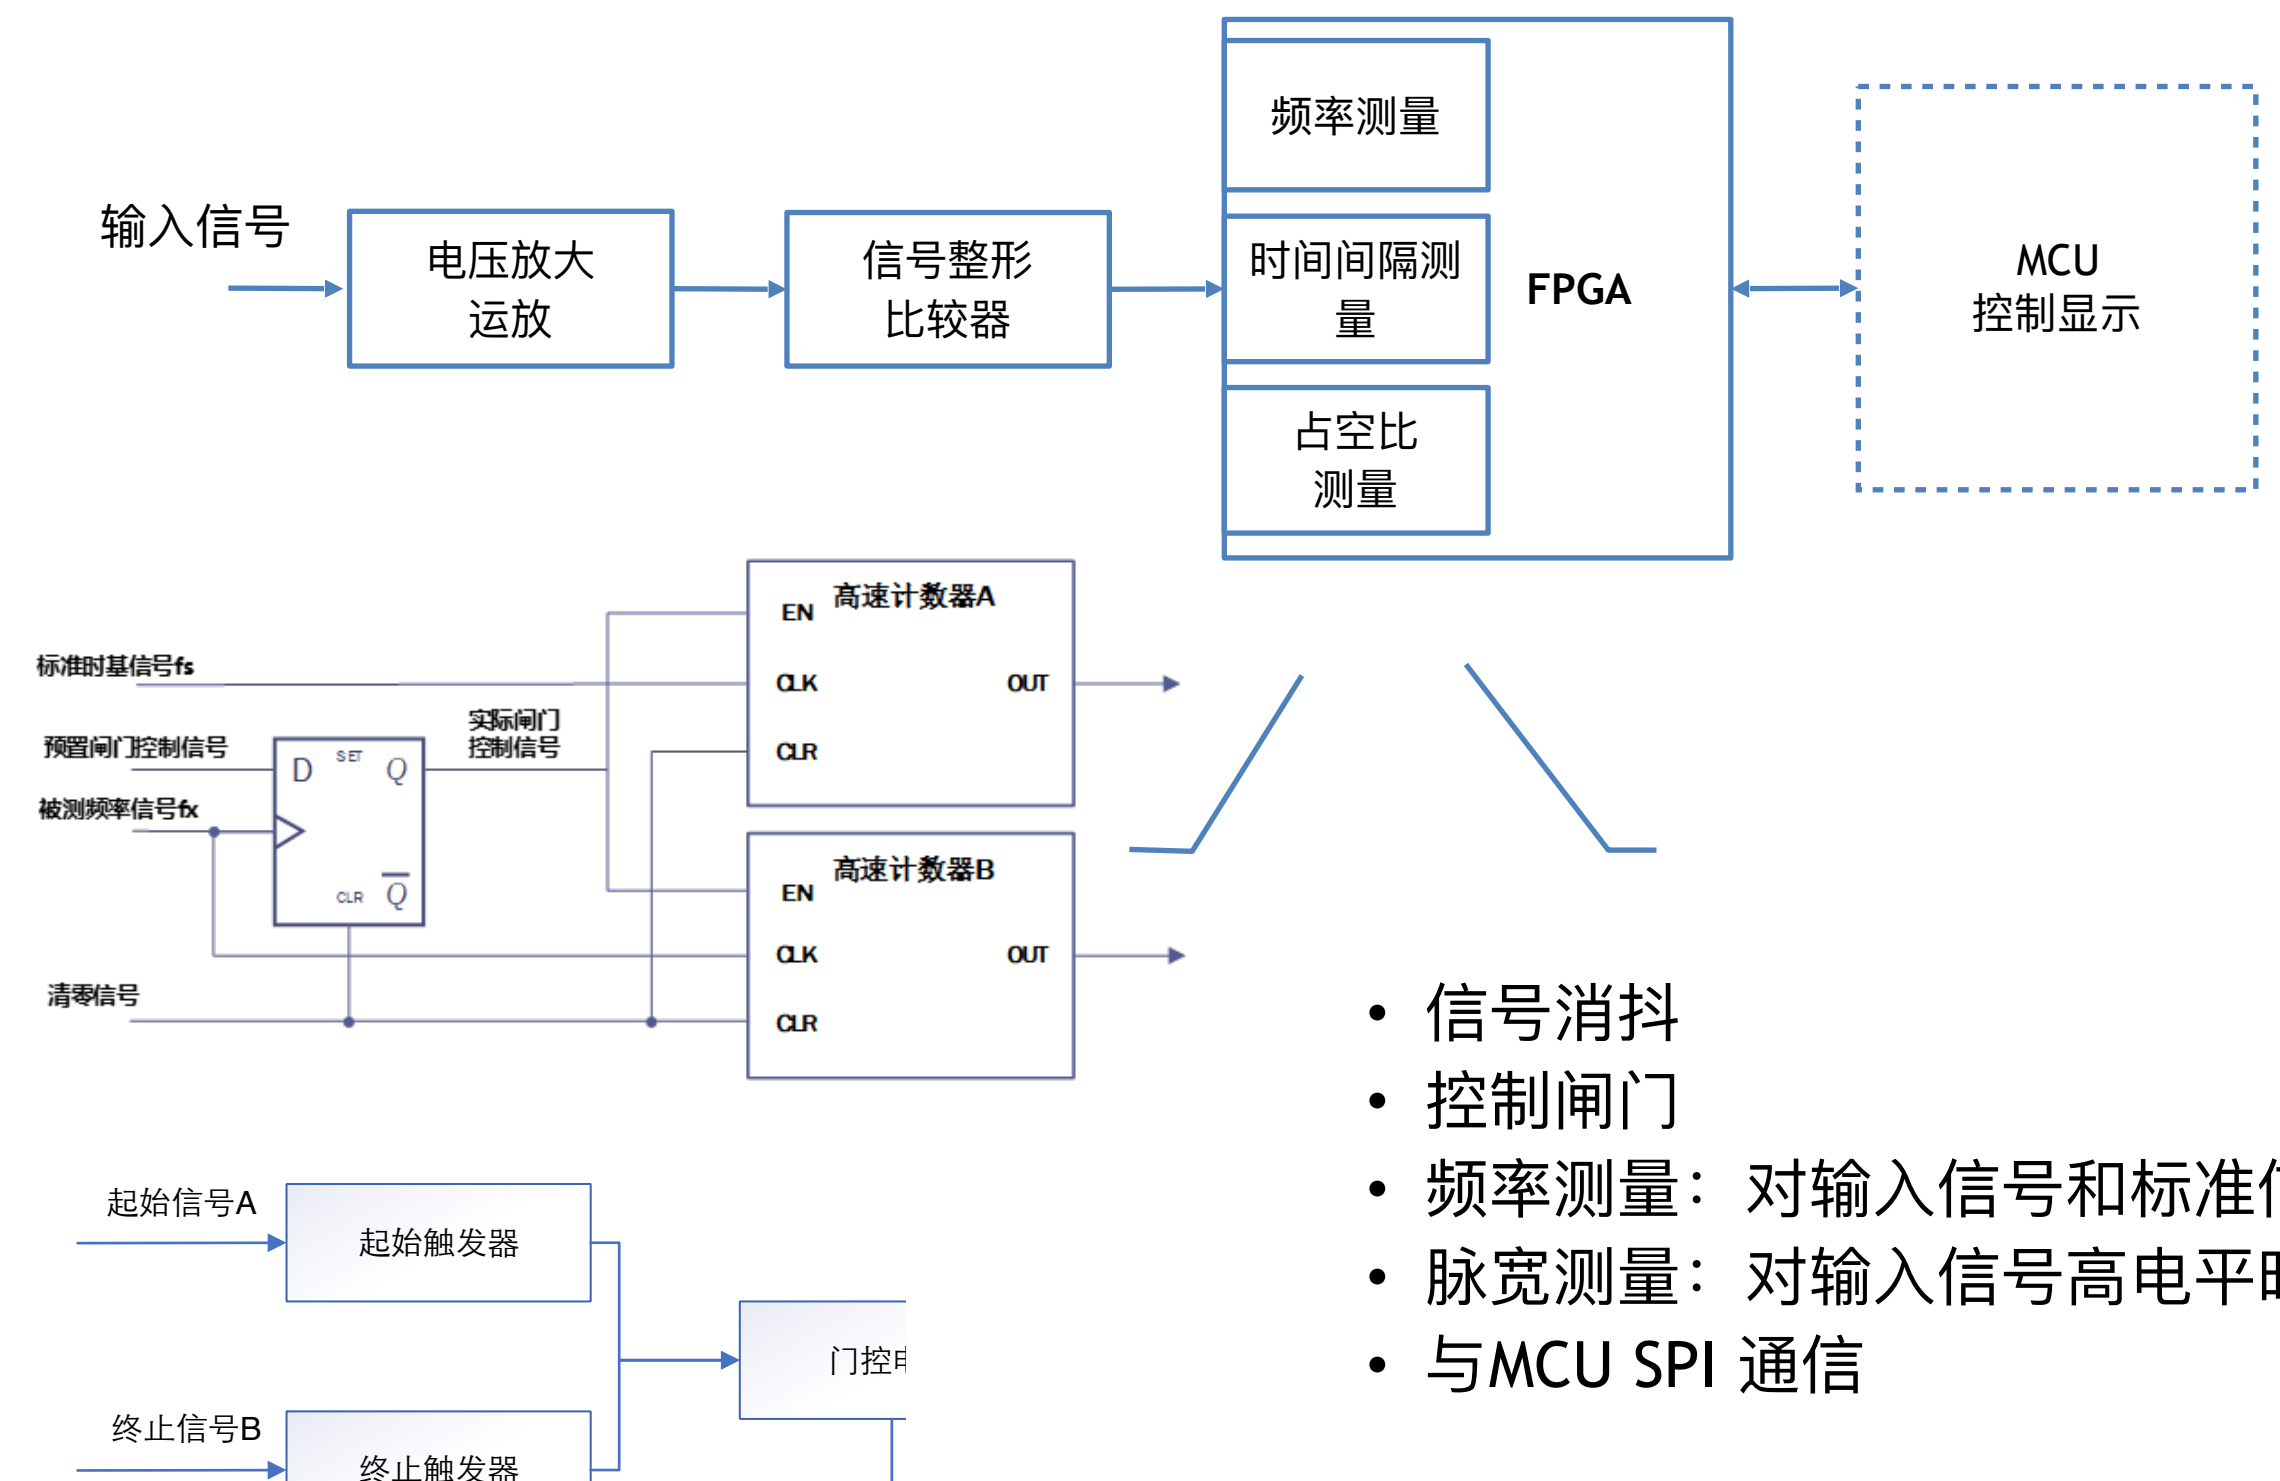 频率测量
输入信号
电压放大
运放
信号整形
比较器
时间间隔测
量
FPGA
MCU
控制显示
占空比
测量
高速计数器A
EN
标准时基信号fs
CLK
OUT
实际闸门
控制信号
预置闸门控制信号
CLR
D
SET
Q
被测频率信号fx
高速计数器B
EN
CLR
Q
CLK
OUT
清零信号
CLR
• 信号消抖
• 控制闸门
• 频率测量：对输入信号和标准
• 脉宽测量：对输入信号高电平
• 与MCU SPI 通信
起始信号A
起始触发器
门控
终止信号B
终止触发器